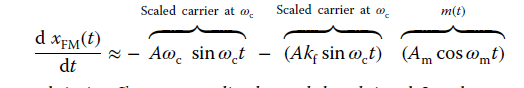 Scaled carrier at ω_c Scaled carrier at ω_c m(t)
d x_FM(t)/dt ≈ − Aω_c sin ω_c t − (Ak_f sin ω_c t) (A_m cos ω_m t)